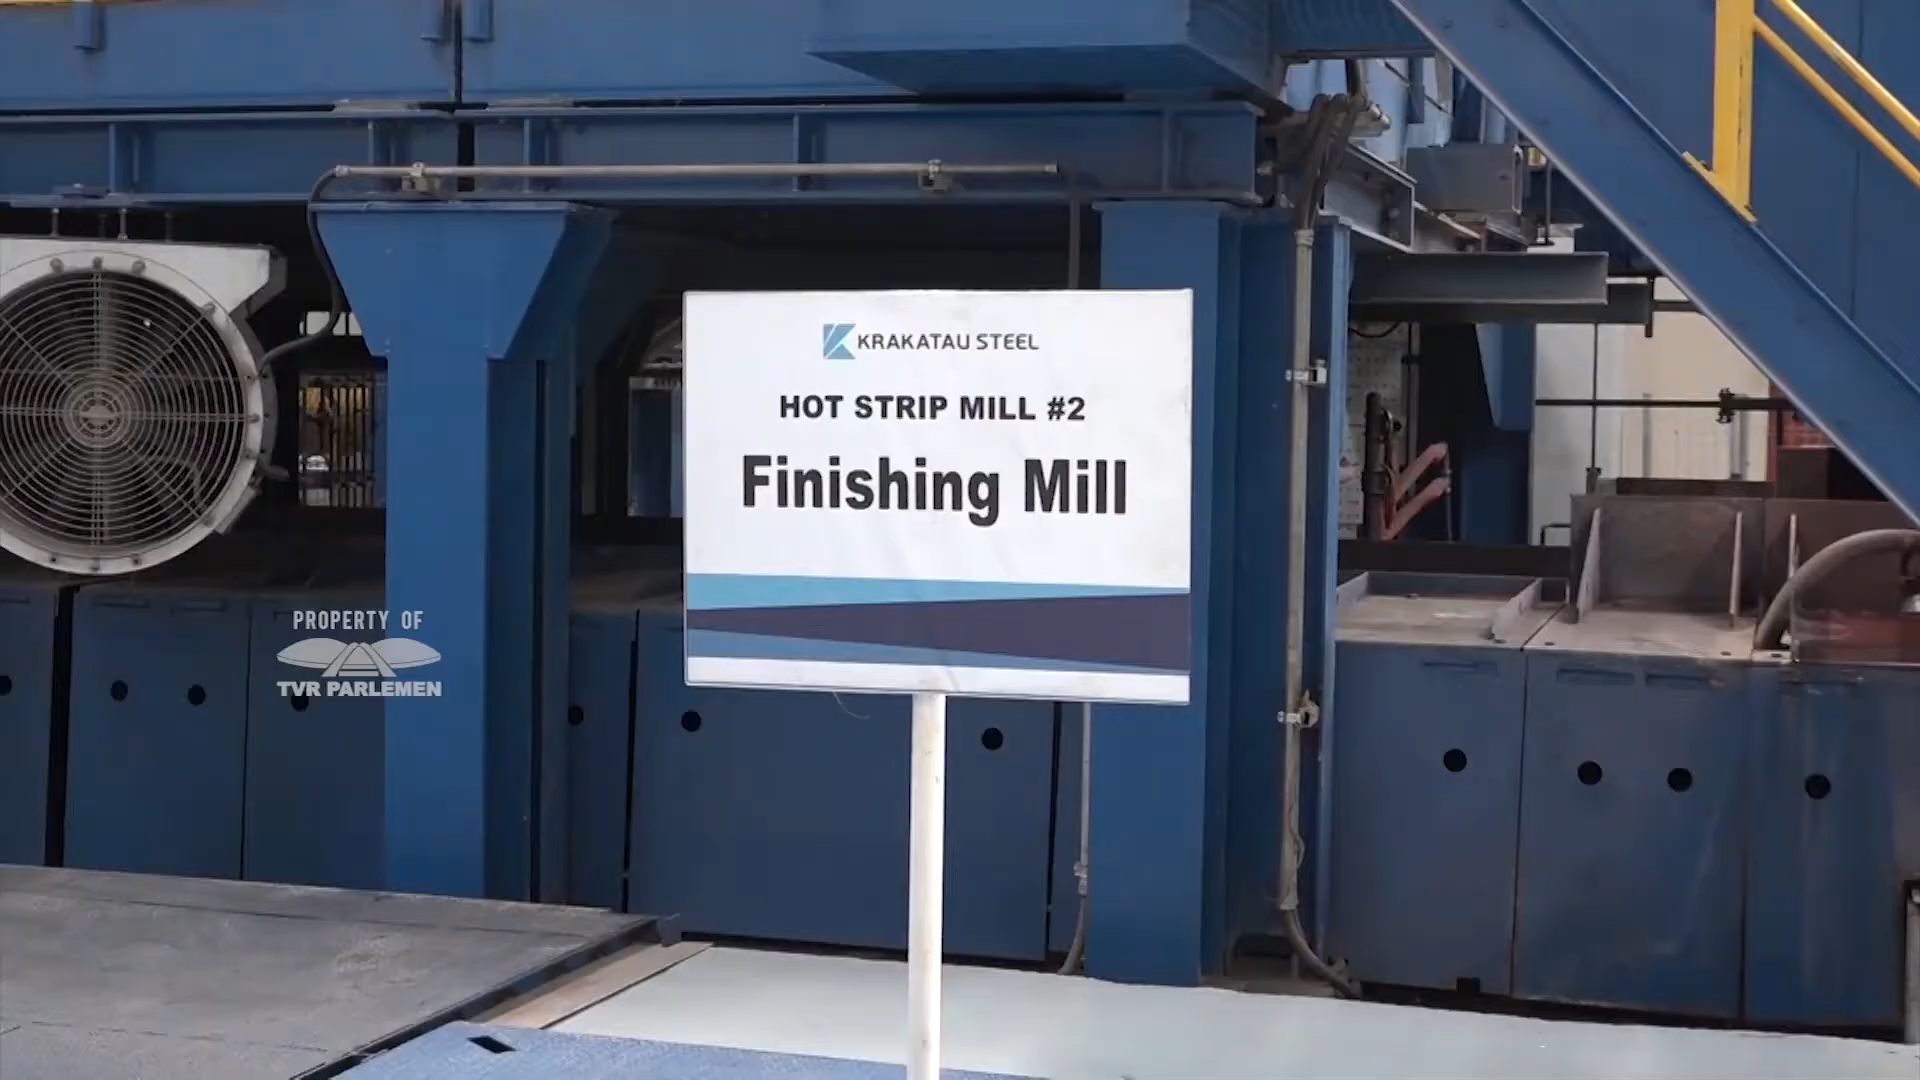 KRAKATAU STEEL
HOT STRIP MILL #2
Finishing Mill
PROPERTY OF
TVR PARLEMEN